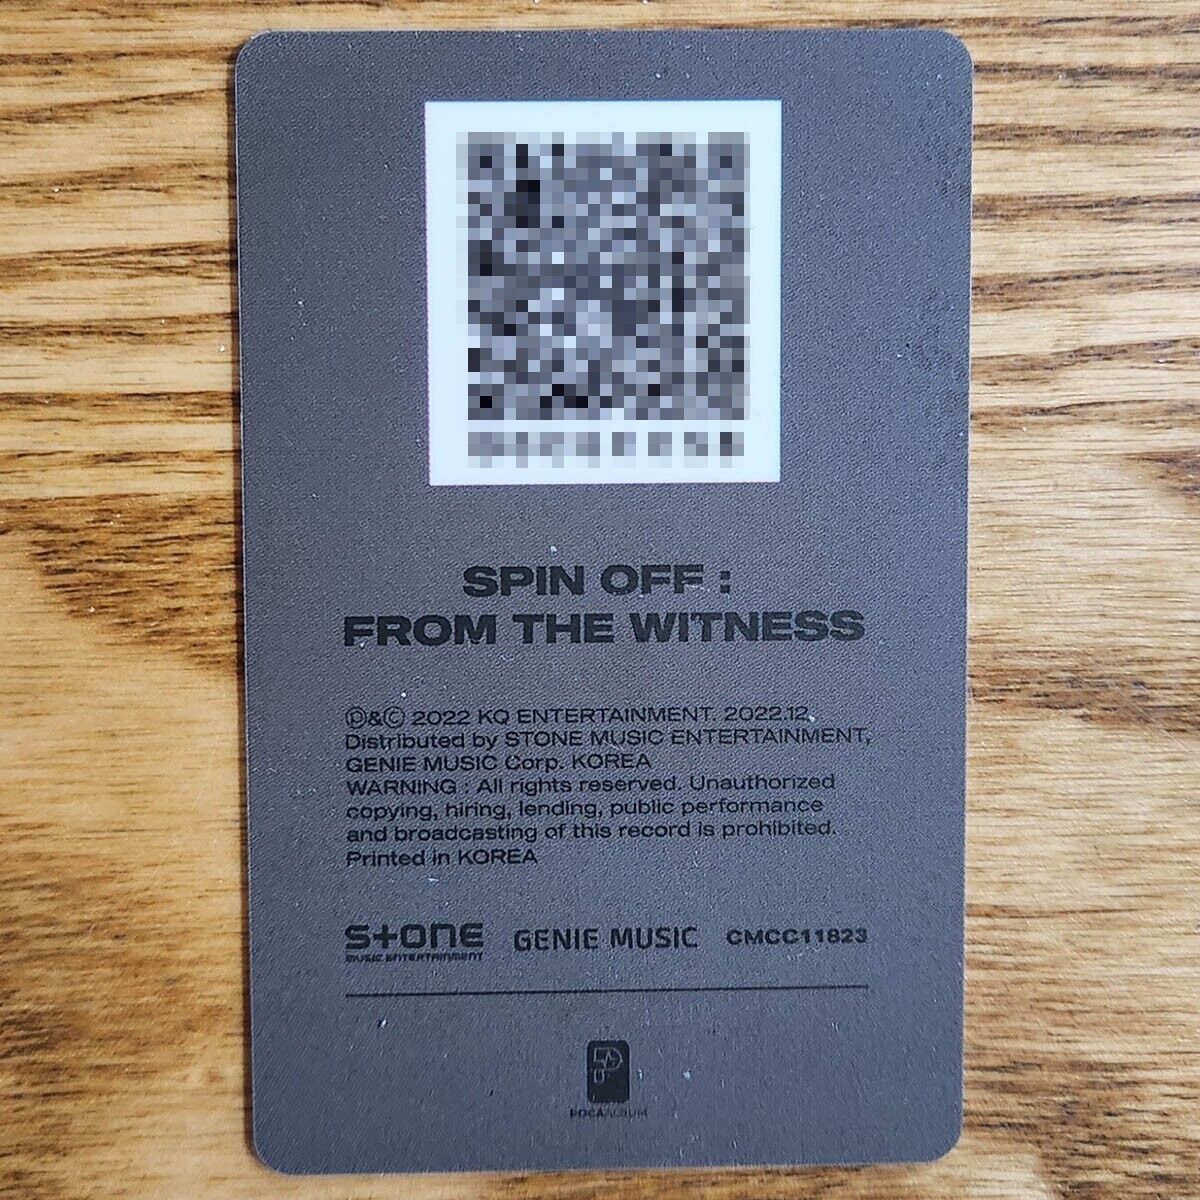 SPIN OFF :
FROM THE WITNESS
Ⓟ&Ⓒ 2022 KQ ENTERTAINMENT. 2022.12.
Distributed by STONE MUSIC ENTERTAINMENT,
GENIE MUSIC Corp. KOREA
WARNING : All rights reserved. Unauthorized
copying, hiring, lending, public performance
and broadcasting of this record is prohibited.
Printed in KOREA
STONE GENIE MUSIC CMCC11823
MUSIC ENTERTAINMENT
POCAALBUM